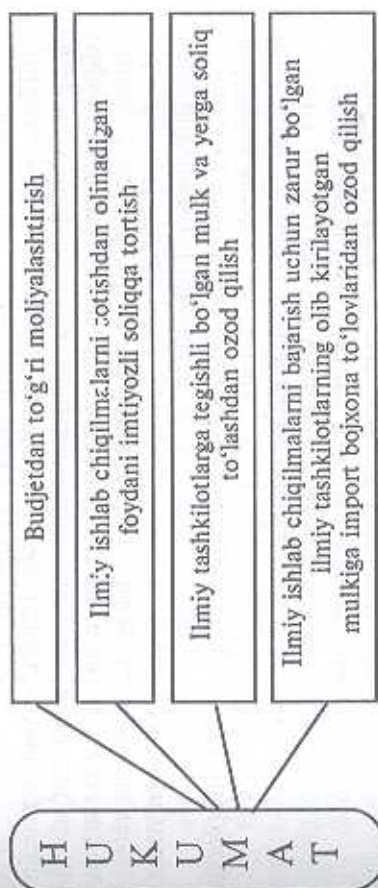 HUKUMAT
Budjetdan to‘g‘ri moliyalashtirish
Ilmiy ishlab chiqilmalarni sotishdan olinadigan
foydani imtiyozli soliqqa tortish
Ilmiy tashkilotlarga tegishli bo‘lgan mulk va yerga soliq
to‘lashdan ozod qilish
Ilmiy ishlab chiqilmalarni bajarish uchun zarur bo‘lgan
ilmiy tashkilotlarning olib kirilayotgan
mulkiga import bojxona to‘lovlaridan ozod qilish